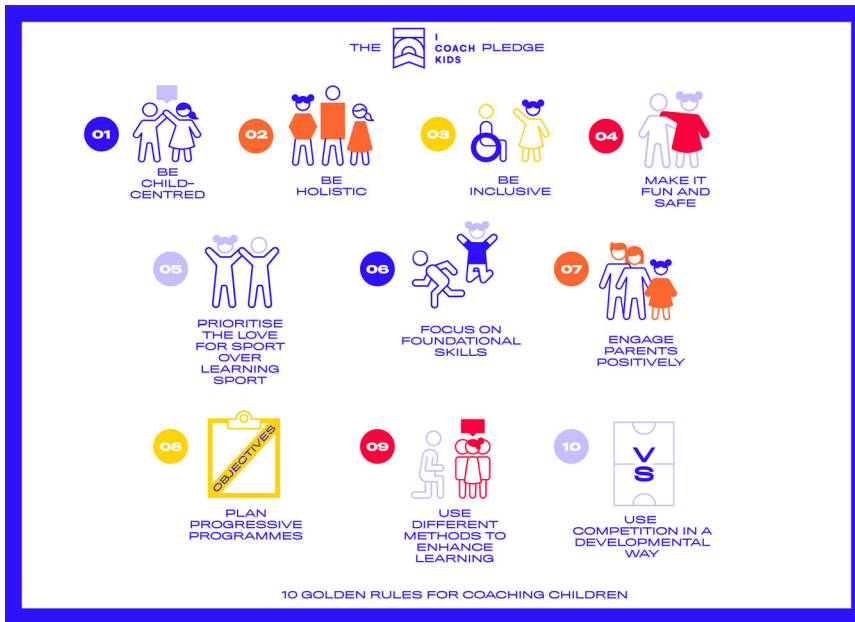 THE I COACH KIDS PLEDGE
01
BE
CHILD-
CENTRED
02
BE
HOLISTIC
03
BE
INCLUSIVE
04
MAKE IT
FUN AND
SAFE
05
PRIORITISE
THE LOVE
FOR SPORT
OVER
LEARNING
SPORT
06
FOCUS ON
FOUNDATIONAL
SKILLS
07
ENGAGE
PARENTS
POSITIVELY
08
OBJECTIVES
PLAN
PROGRESSIVE
PROGRAMMES
09
USE
DIFFERENT
METHODS TO
ENHANCE
LEARNING
10
V
S
USE
COMPETITION IN A
DEVELOPMENTAL
WAY
10 GOLDEN RULES FOR COACHING CHILDREN